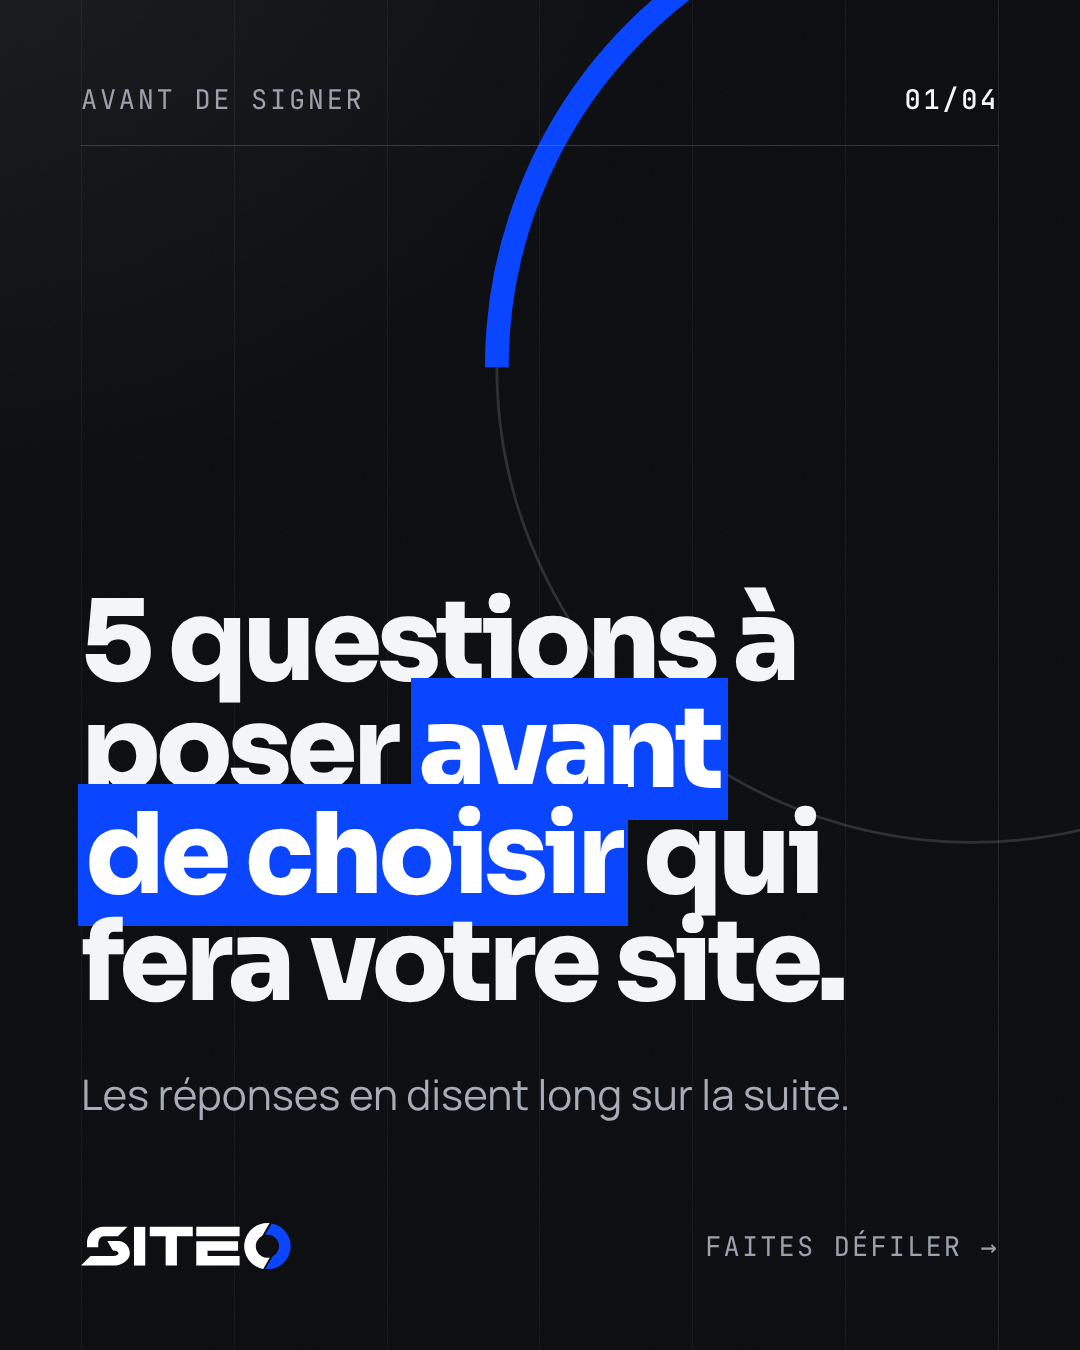 AVANT DE SIGNER
01/04
5 questions à
poser avant
de choisir qui
fera votre site.
Les réponses en disent long sur la suite.
SITEO
FAITES DÉFILER →